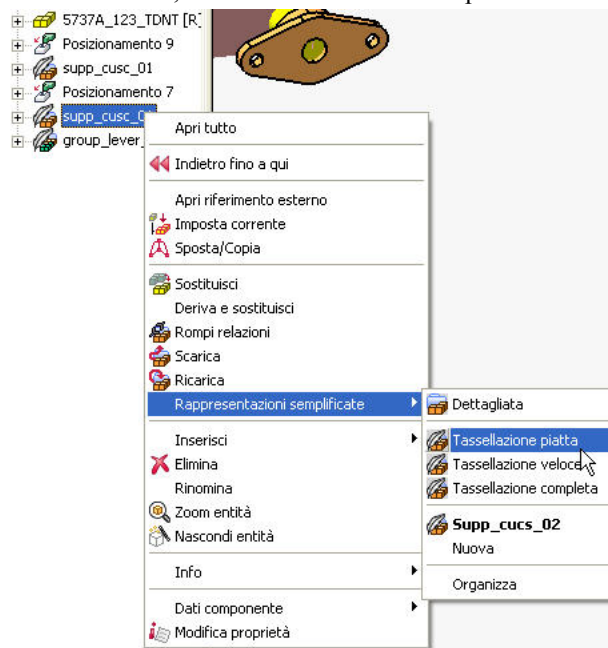 5737A_123_TDNT [R
Posizionamento 9
supp_cusc_01
Posizionamento 7
supp_cusc_0
group_lever_
Apri tutto
Indietro fino a qui
Apri riferimento esterno
Imposta corrente
Sposta/Copia
Sostituisci
Deriva e sostituisci
Rompi relazioni
Scarica
Ricarica
Rappresentazioni semplificate
Inserisci
Elimina
Rinomina
Zoom entità
Nascondi entità
Info
Dati componente
Modifica proprietà
Dettagliata
Tassellazione piatta
Tassellazione veloce
Tassellazione completa
Supp_cucs_02
Nuova
Organizza